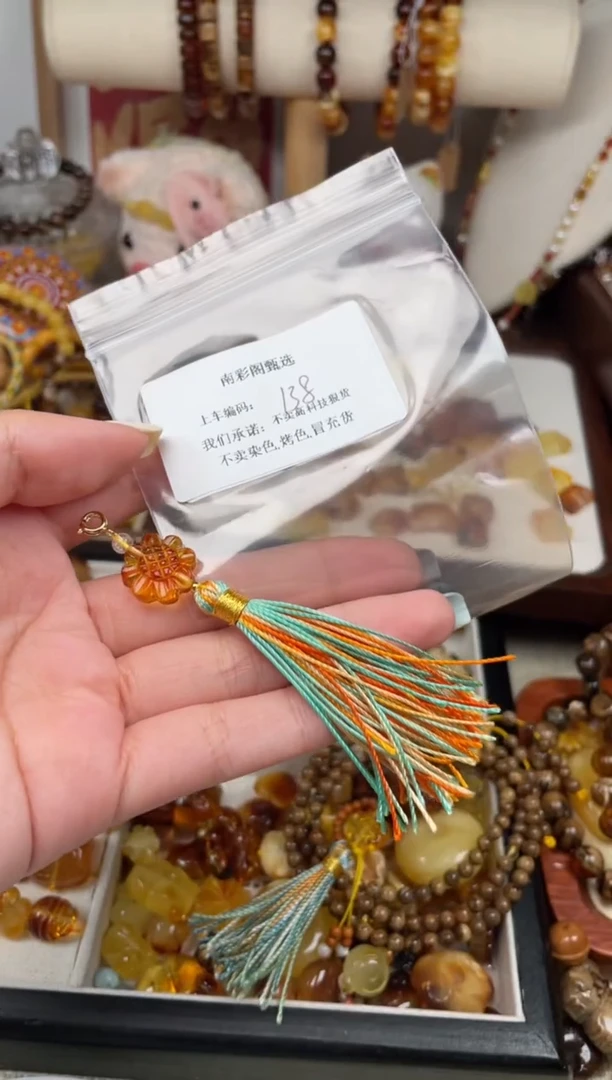 南彩阁甄选
上车编码：138
我们承诺：不卖高科技假货
不卖染色,烤色,冒充货